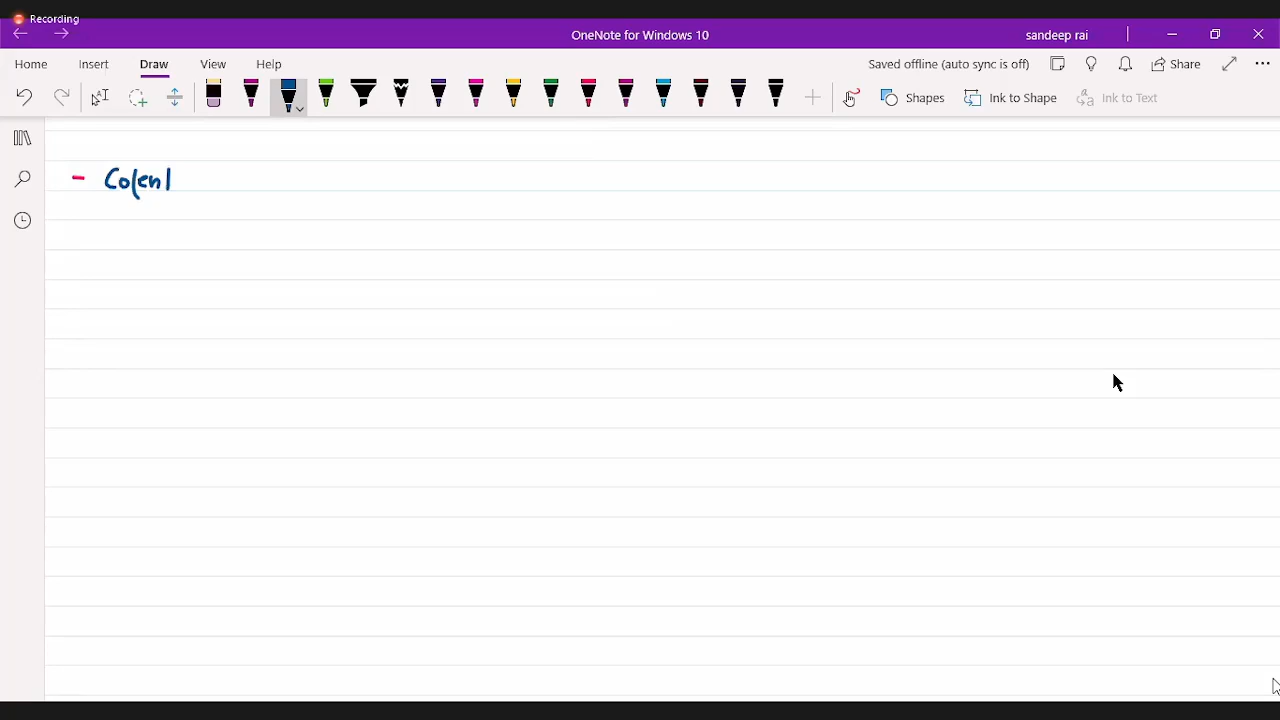 Recording
OneNote for Windows 10
sandeep rai
Home Insert Draw View Help
Saved offline (auto sync is off)
Share
Shapes
Ink to Shape
Ink to Text
-